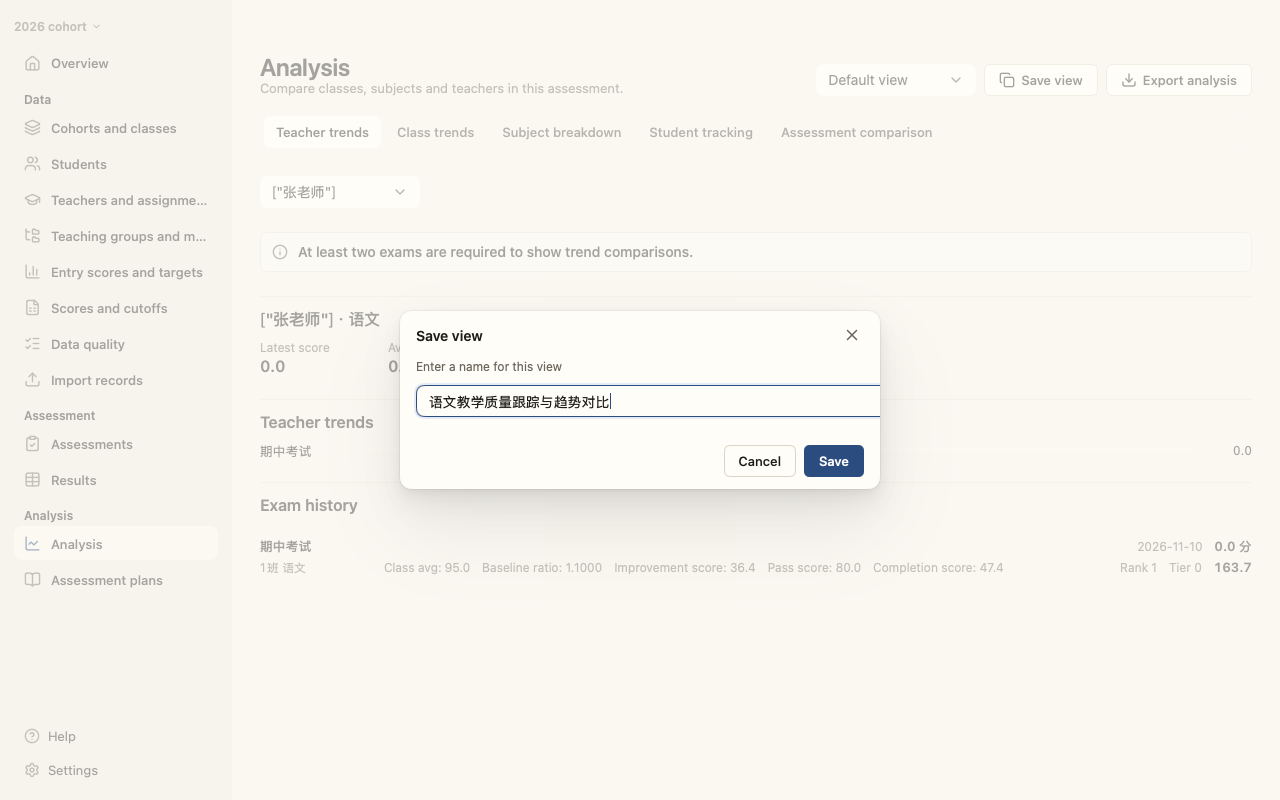 2026 cohort
Overview
Data
Cohorts and classes
Students
Teachers and assignme...
Teaching groups and m...
Entry scores and targets
Scores and cutoffs
Data quality
Import records
Assessment
Assessments
Results
Analysis
Analysis
Assessment plans
Help
Settings
Analysis
Compare classes, subjects and teachers in this assessment.
Default view
Save view
Export analysis
Teacher trends
Class trends
Subject breakdown
Student tracking
Assessment comparison
["张老师"]
At least two exams are required to show trend comparisons.
["张老师"] · 语文
Latest score
0.0
Save view
Enter a name for this view
语文教学质量跟踪与趋势对比
Cancel
Save
Teacher trends
期中考试 0.0
Exam history
期中考试 2026-11-10 0.0 分
1班 语文 Class avg: 95.0 Baseline ratio: 1.1000 Improvement score: 36.4 Pass score: 80.0 Completion score: 47.4 Rank 1 Tier 0 163.7